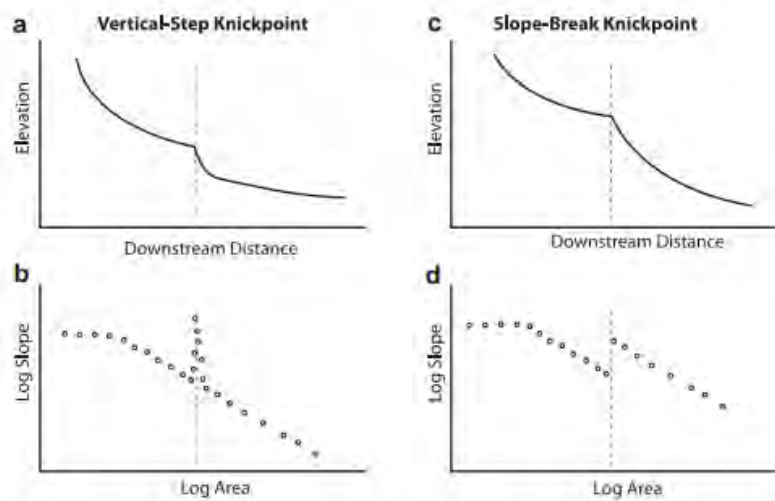 a
Vertical-Step Knickpoint
Elevation
Downstream Distance
b
Log Slope
Log Area
c
Slope-Break Knickpoint
Elevation
Downstream Distance
d
Log Slope
Log Area